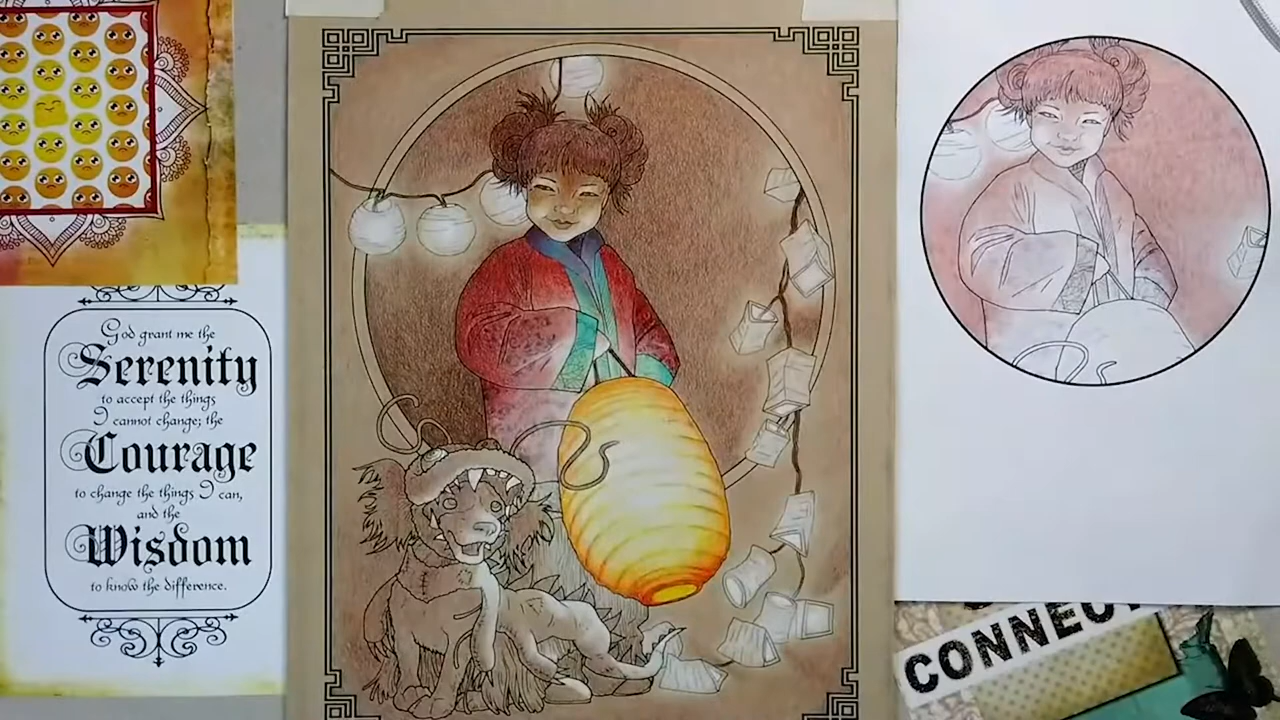 God grant me the
Serenity
to accept the things
I cannot change; the
Courage
to change the things I can,
and the
Wisdom
to know the difference.
CONNECT